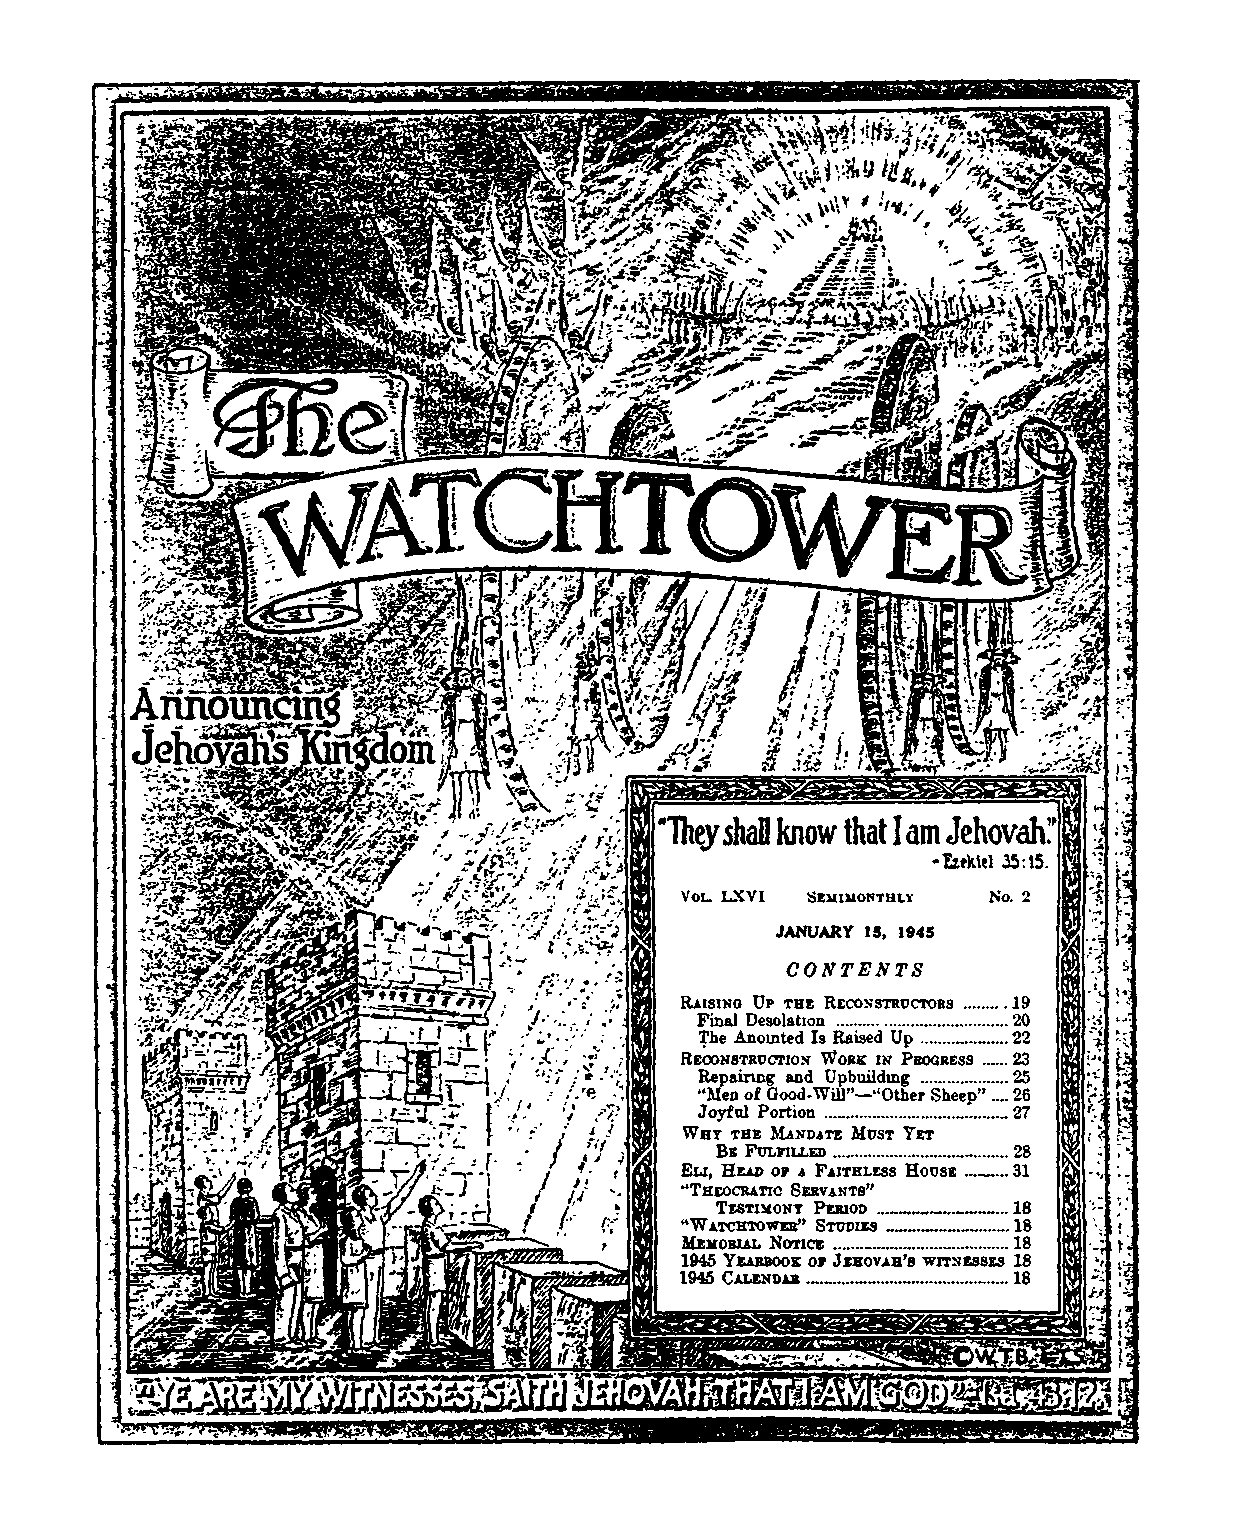 The
WATCHTOWER
Announcing
Jehovah's Kingdom
"They shall know that I am Jehovah."
- Ezekiel 35:15.
VOL. LXVI SEMIMONTHLY No. 2
JANUARY 15, 1945
CONTENTS
RAISING UP THE RECONSTRUCTORS ......... 19
Final Desolation .................................... 20
The Anointed Is Raised Up .................... 22
RECONSTRUCTION WORK IN PROGRESS ...... 23
Repairing and Upbuilding .................... 25
"Men of Good-Will"—"Other Sheep" .... 26
Joyful Portion ........................................ 27
WHY THE MANDATE MUST YET
BE FULFILLED ...................................... 28
ELI, HEAD OF A FAITHLESS HOUSE .......... 31
"THEOCRATIC SERVANTS"
TESTIMONY PERIOD ............................ 18
"WATCHTOWER" STUDIES .......................... 18
MEMORIAL NOTICE ...................................... 18
1945 YEARBOOK OF JEHOVAH'S WITNESSES 18
1945 CALENDAR ............................................ 18
©W.T.B.&T.S.
"YE ARE MY WITNESSES, SAITH JEHOVAH, THAT I AM GOD."-Isa. 43:12.